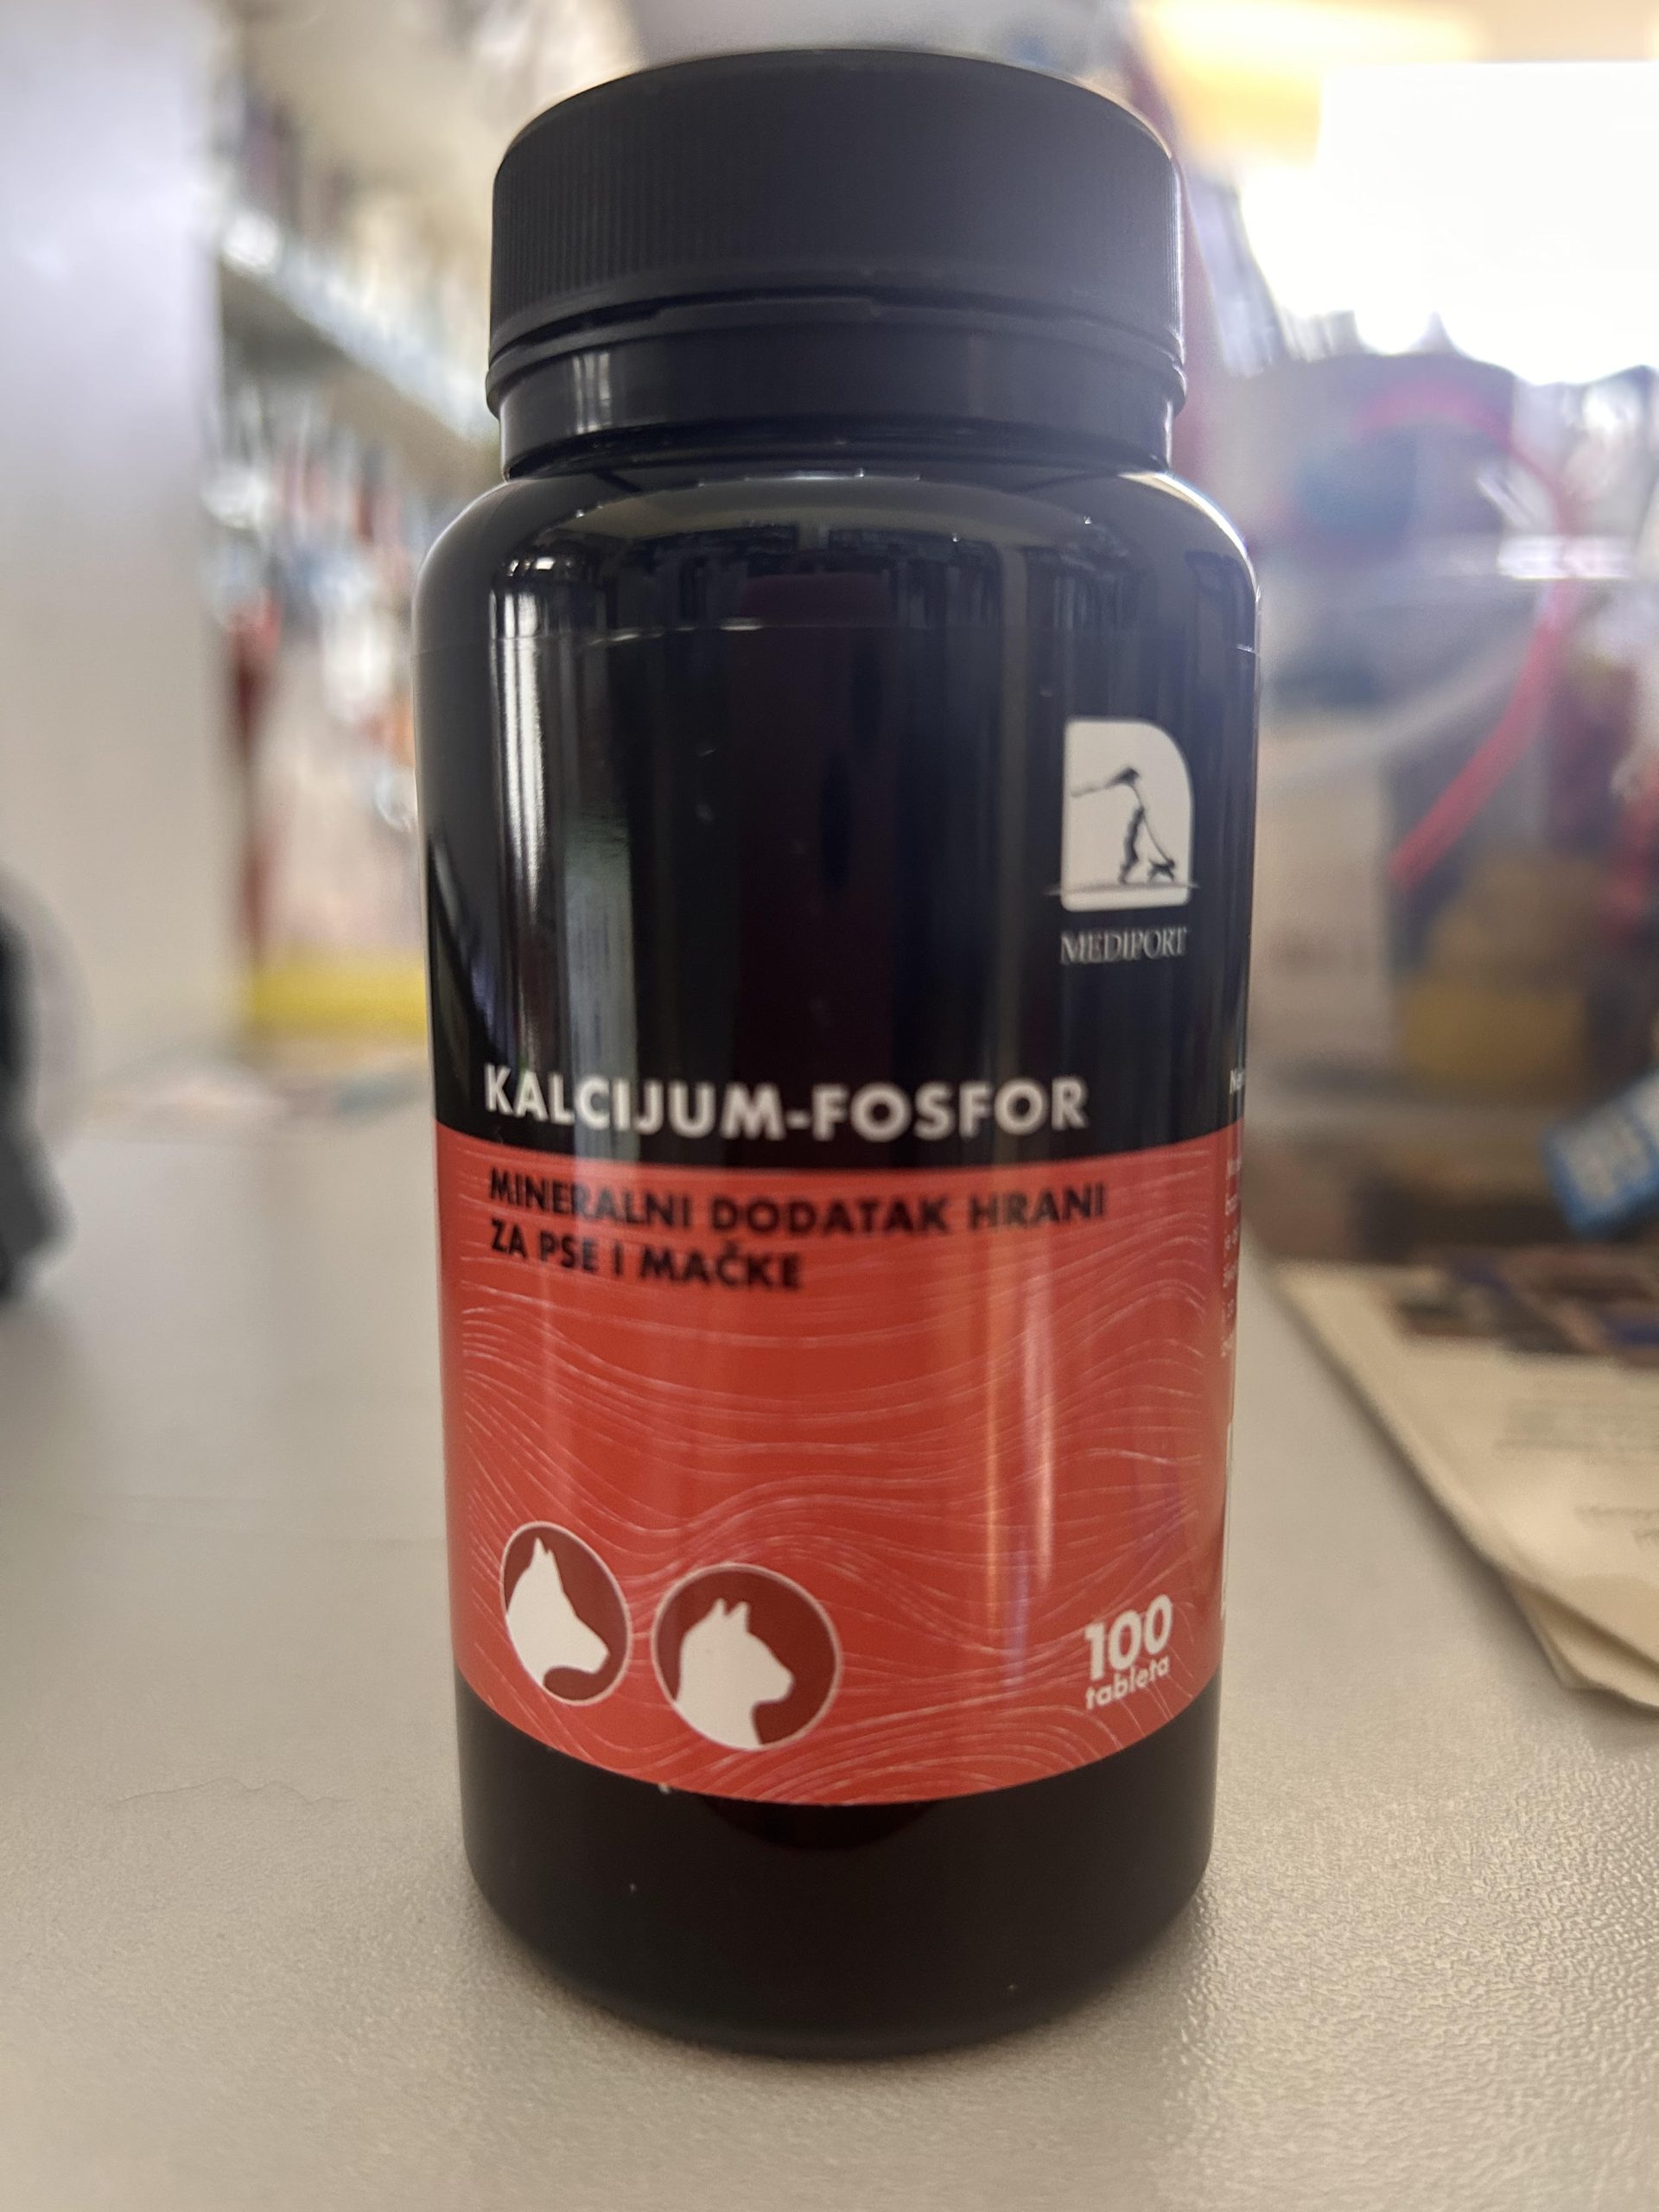 MEDIPORT
KALCIJUM-FOSFOR
MINERALNI DODATAK HRANI
ZA PSE I MAČKE
100
tableta